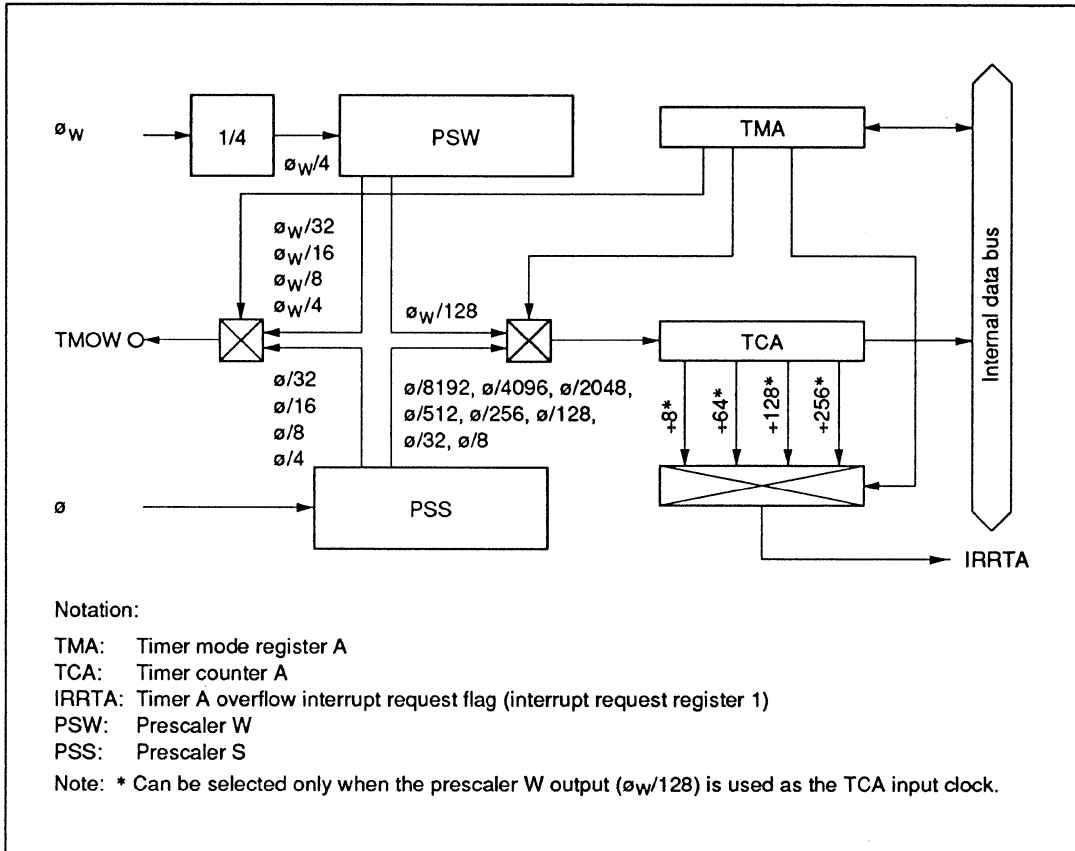 øW
1/4
øW/4
PSW
TMA
øW/32
øW/16
øW/8
øW/4
øW/128
TMOW
TCA
Internal data bus
ø/32
ø/16
ø/8
ø/4
ø/8192, ø/4096, ø/2048,
ø/512, ø/256, ø/128,
ø/32, ø/8
÷8*
÷64*
÷128*
÷256*
ø
PSS
IRRTA
Notation:
TMA: Timer mode register A
TCA: Timer counter A
IRRTA: Timer A overflow interrupt request flag (interrupt request register 1)
PSW: Prescaler W
PSS: Prescaler S
Note: * Can be selected only when the prescaler W output (øW/128) is used as the TCA input clock.